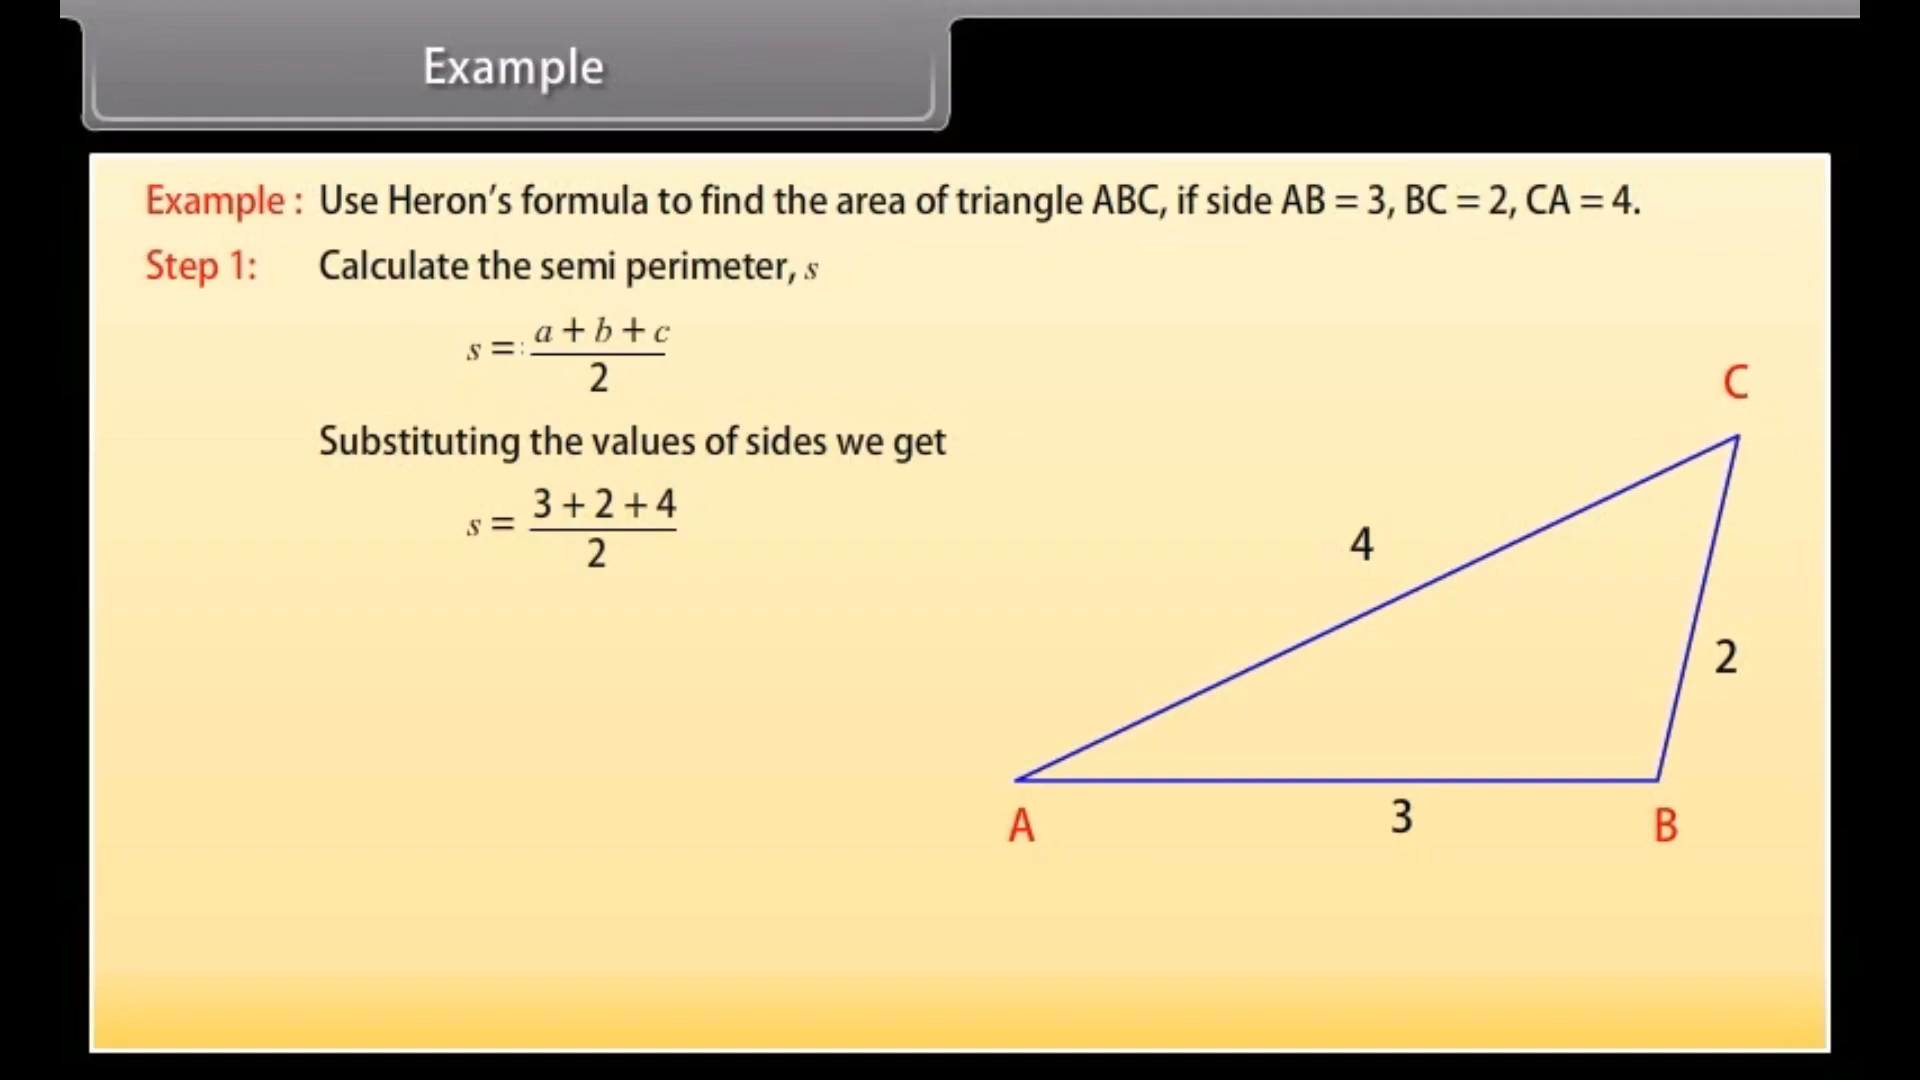 Example
Example : Use Heron's formula to find the area of triangle ABC, if side AB = 3, BC = 2, CA = 4.
Step 1: Calculate the semi perimeter, s
s = a + b + c
2
Substituting the values of sides we get
s = 3 + 2 + 4
2
C
4
2
A
3
B